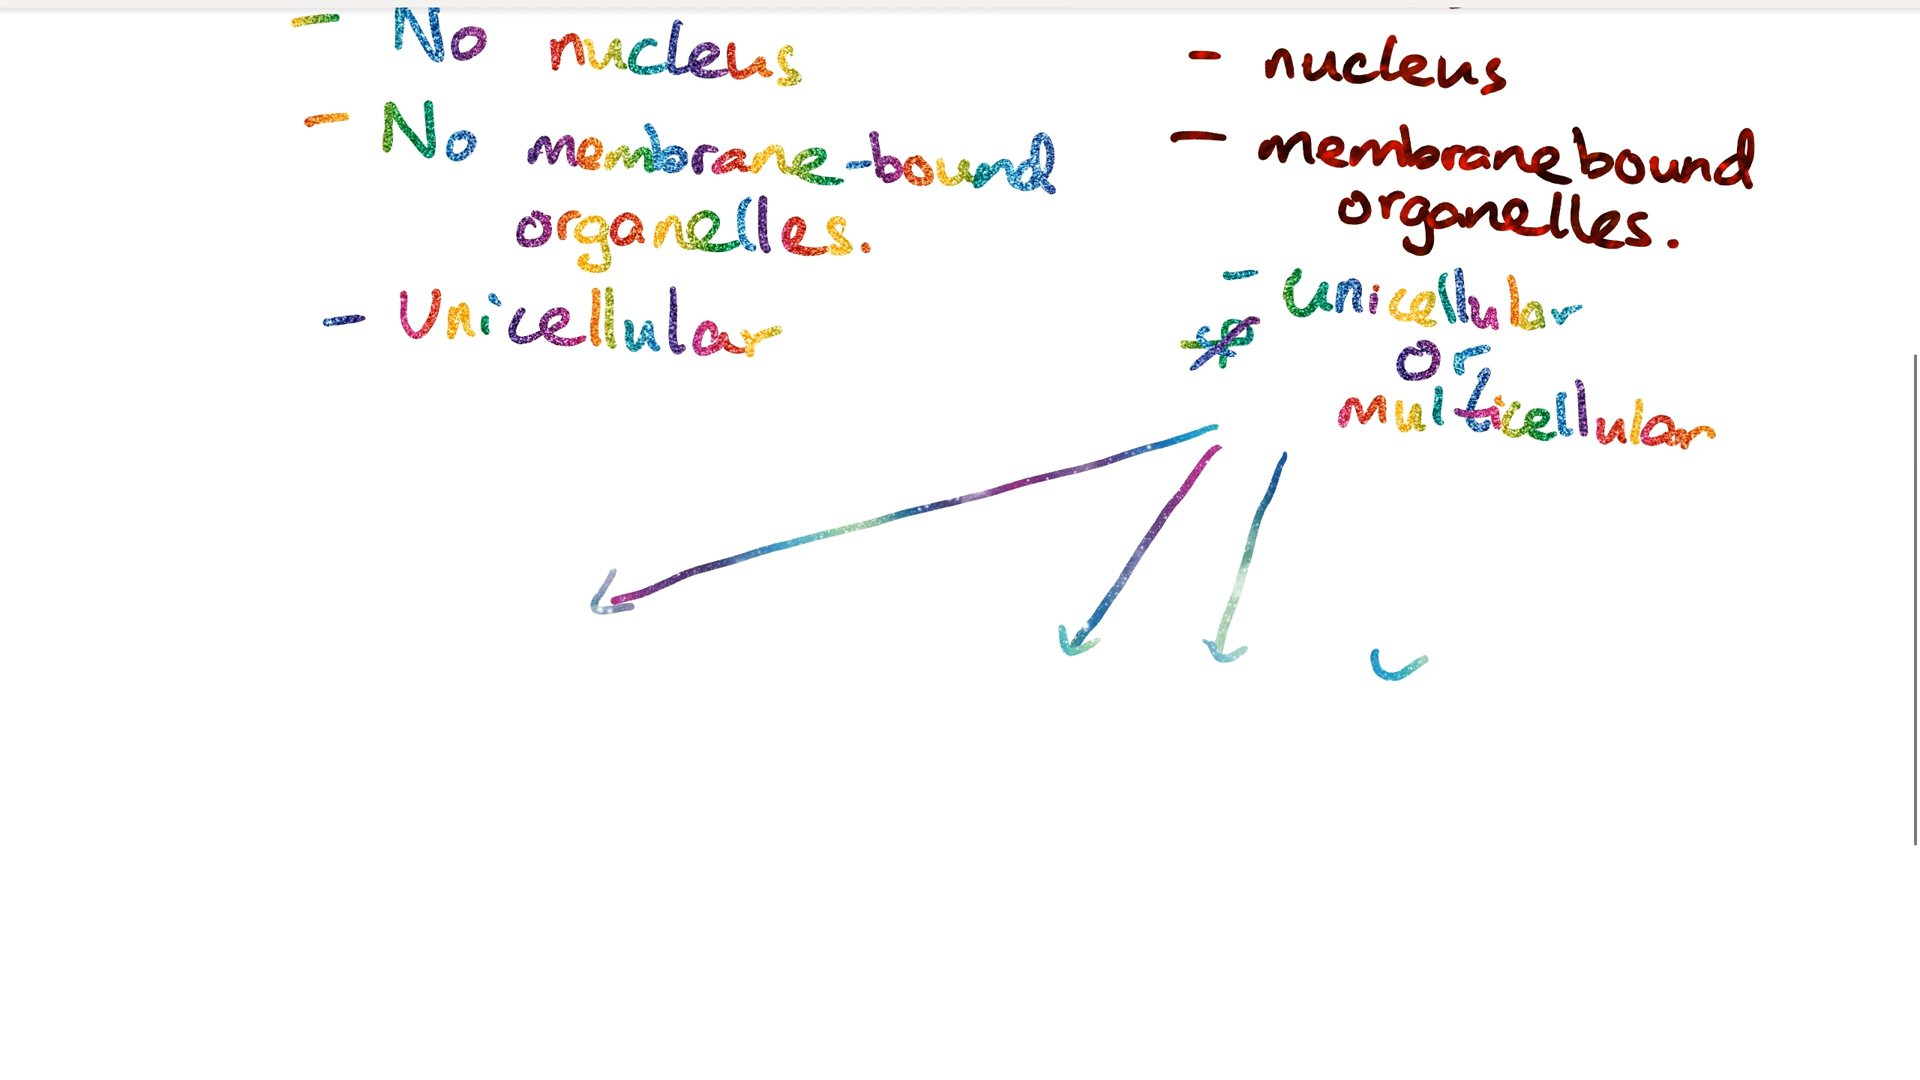 - No nucleus
- No membrane-bound
organelles.
- Unicellular
- nucleus
- membrane bound
organelles.
- unicellular
or
multicellular